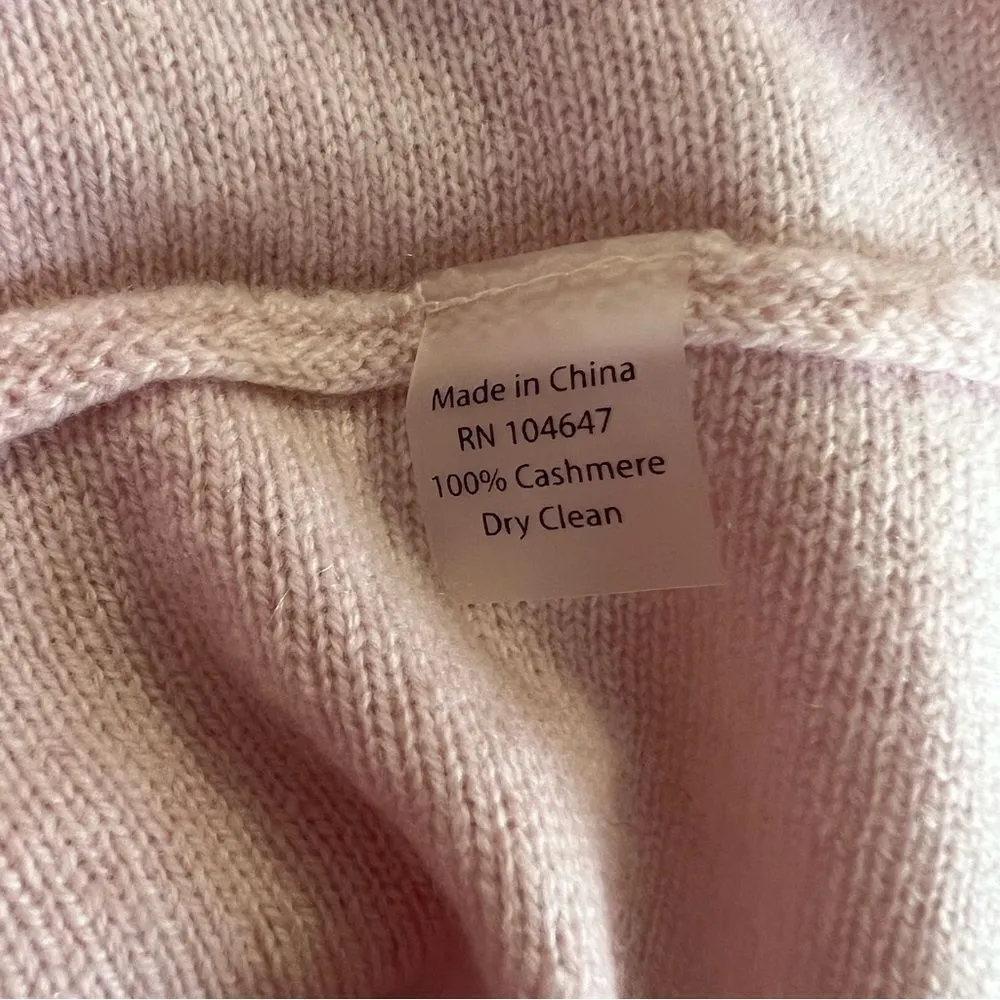 Made in China
RN 104647
100% Cashmere
Dry Clean